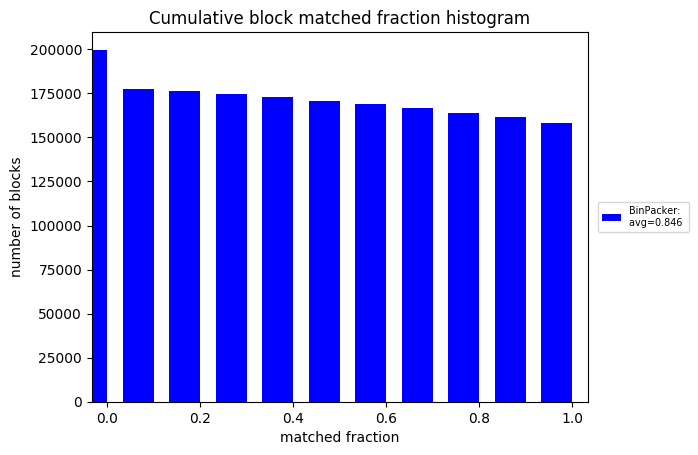 Cumulative block matched fraction histogram
number of blocks
200000
175000
150000
125000
100000
75000
50000
25000
0
0.0 0.2 0.4 0.6 0.8 1.0
matched fraction
BinPacker:
avg=0.846